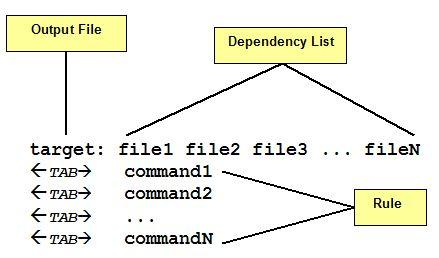 Output File
Dependency List
target: file1 file2 file3 ... fileN
←TAB→ command1
←TAB→ command2
←TAB→ ...
←TAB→ commandN
Rule